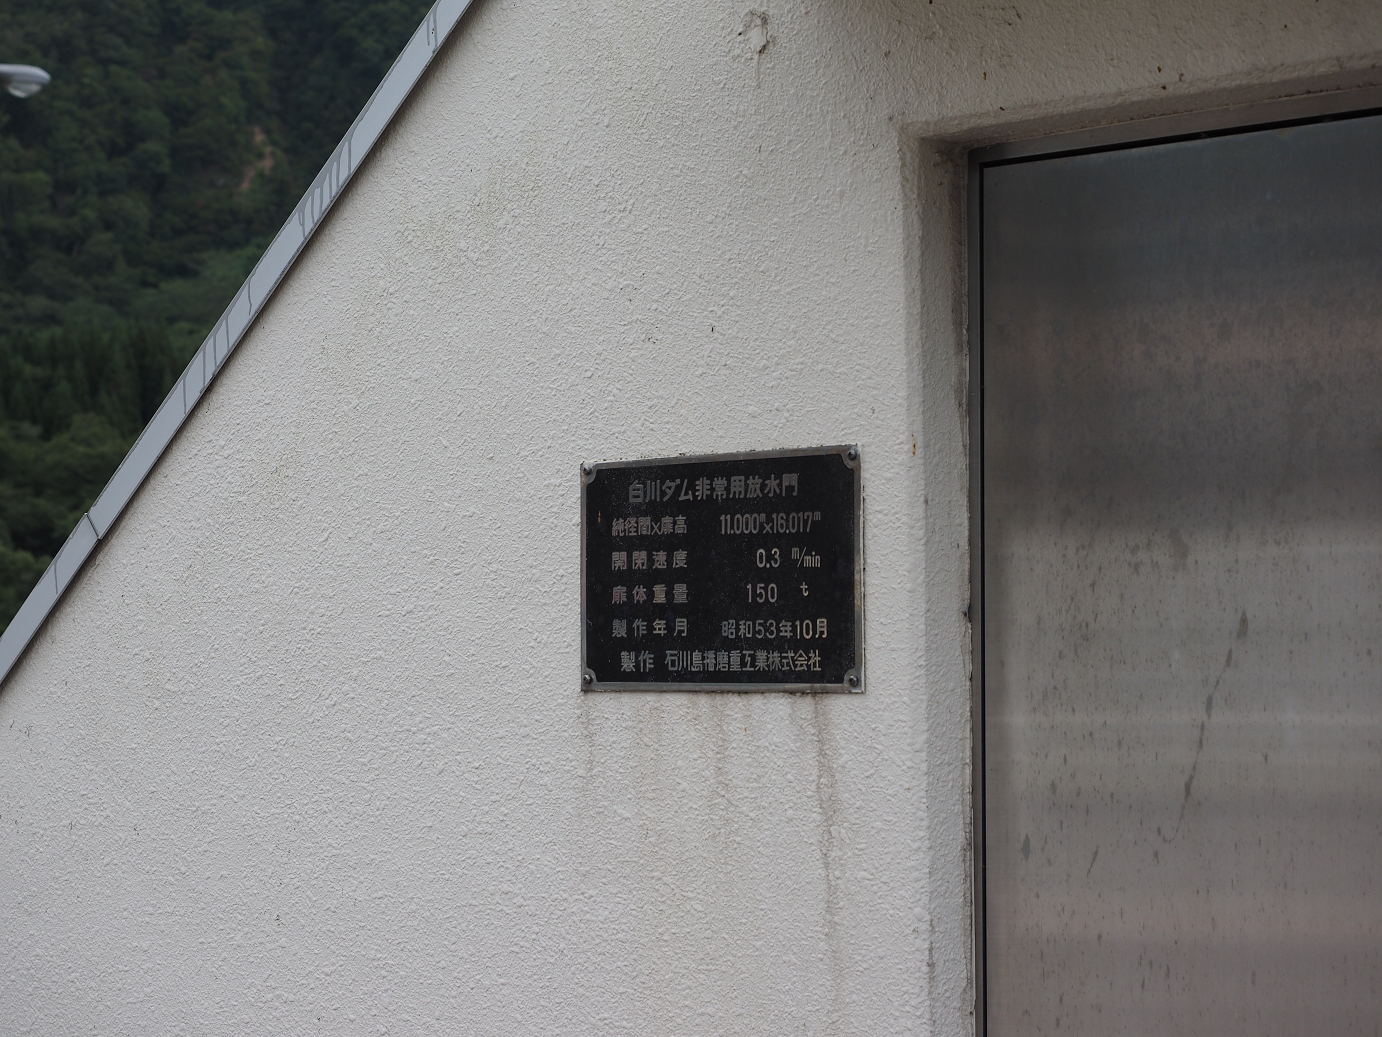 白川ダム非常用放水門
純径間×扉高 11.000m×16.017m
開閉速度 0.3 m/min
扉体重量 150 t
製作年月 昭和53年10月
製作 石川島播磨重工業株式会社